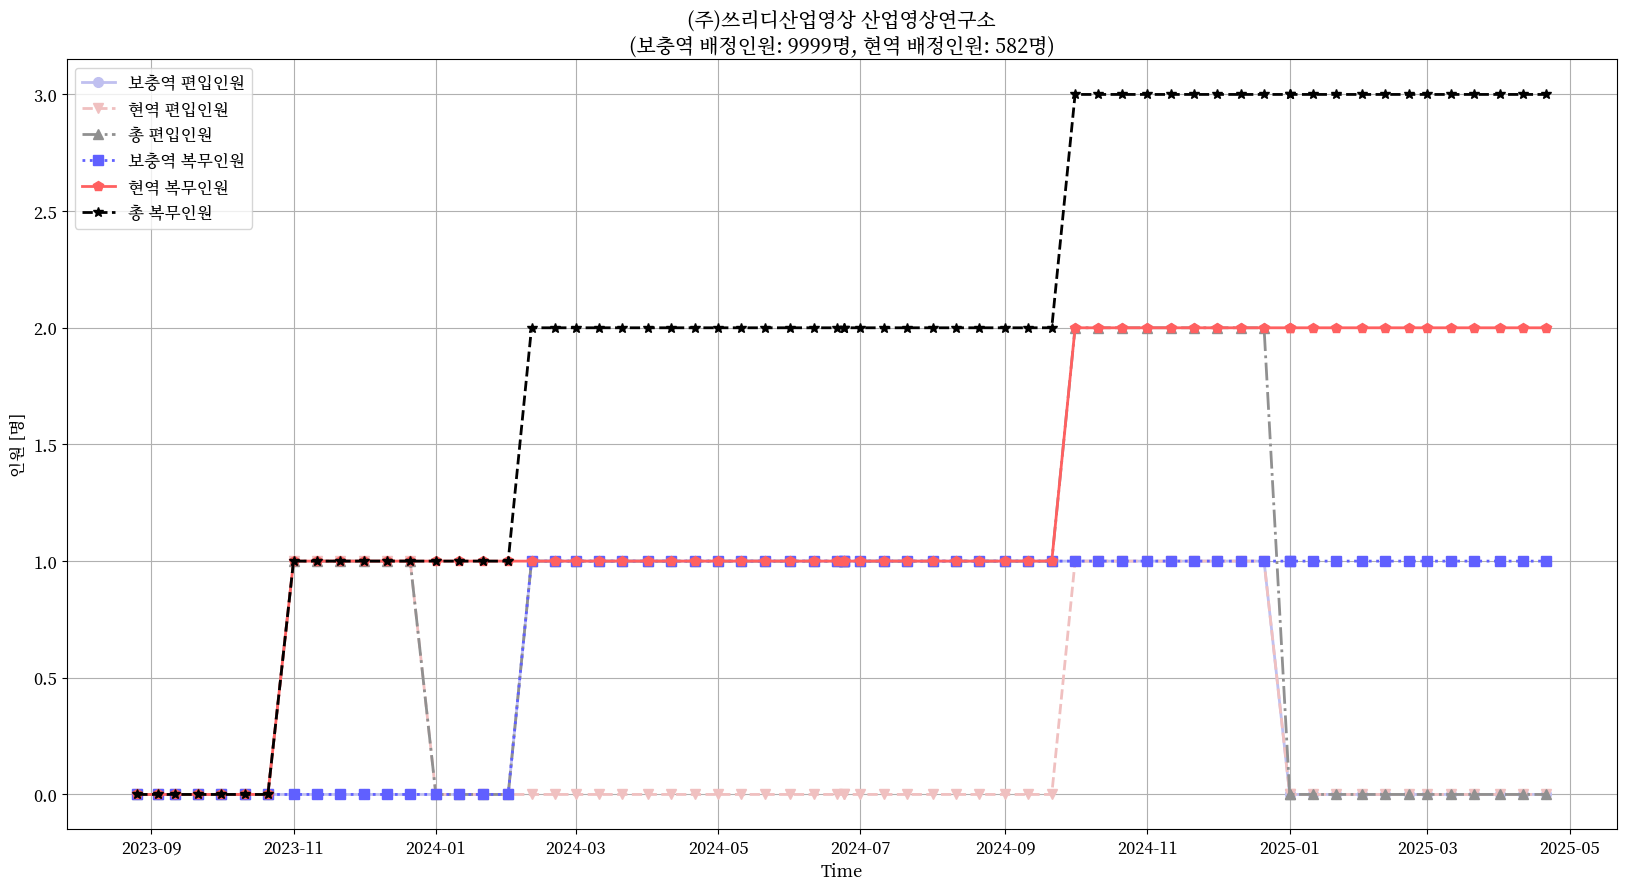 (주)쓰리디산업영상 산업영상연구소
(보충역 배정인원: 9999명, 현역 배정인원: 582명)
보충역 편입인원
현역 편입인원
총 편입인원
보충역 복무인원
현역 복무인원
총 복무인원
3.0
2.5
2.0
1.5
1.0
0.5
0.0
인원 [명]
2023-09 2023-11 2024-01 2024-03 2024-05 2024-07 2024-09 2024-11 2025-01 2025-03 2025-05
Time